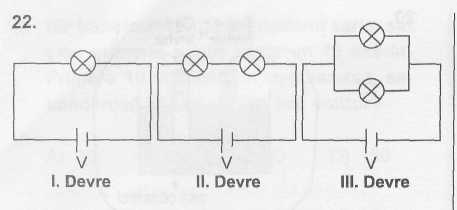 22.
V V V
I. Devre II. Devre III. Devre